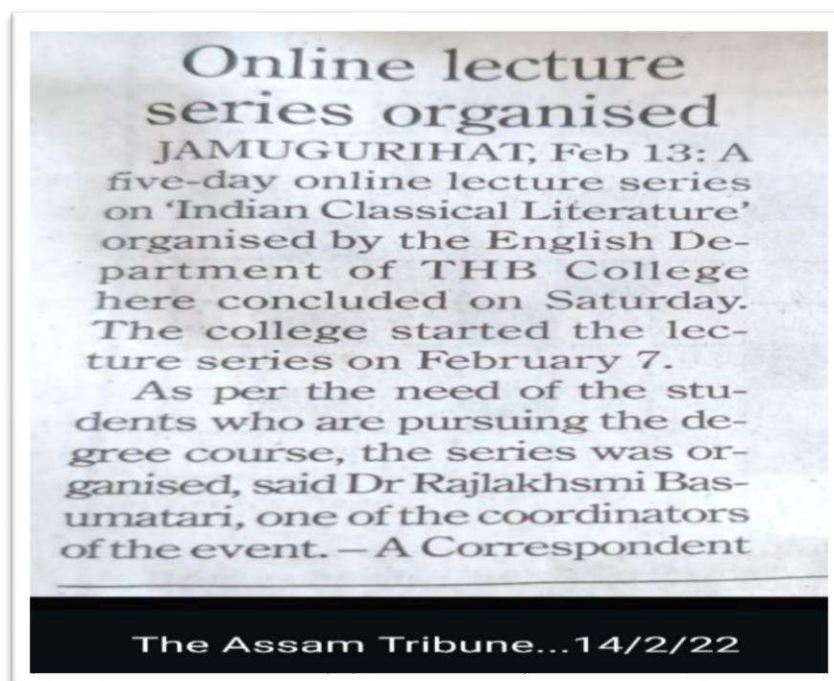 Online lecture
series organised
JAMUGURIHAT, Feb 13: A
five-day online lecture series
on ‘Indian Classical Literature’
organised by the English De-
partment of THB College
here concluded on Saturday.
The college started the lec-
ture series on February 7.
As per the need of the stu-
dents who are pursuing the de-
gree course, the series was or-
ganised, said Dr Rajlakhsmi Bas-
umatari, one of the coordinators
of the event. – A Correspondent
The Assam Tribune...14/2/22